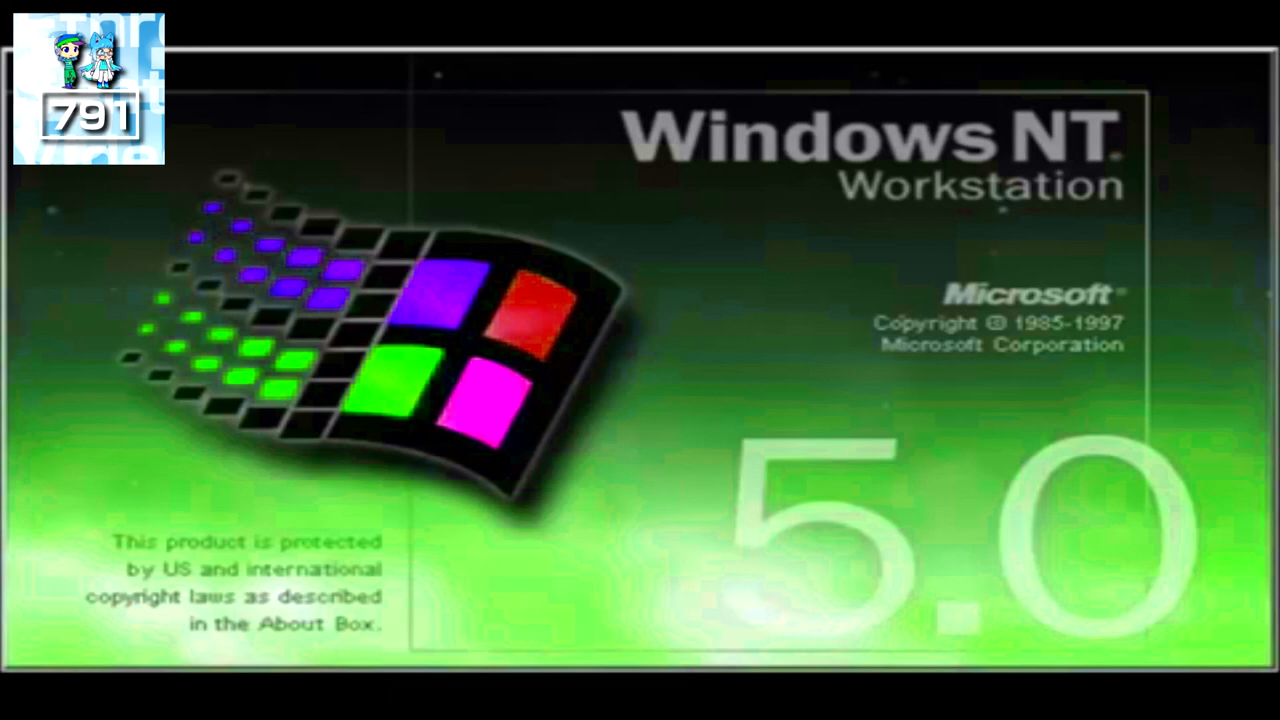 791
Windows NT
Workstation
Microsoft
Copyright © 1985-1997
Microsoft Corporation
5.0
This product is protected
by US and international
copyright laws as described
in the About Box.